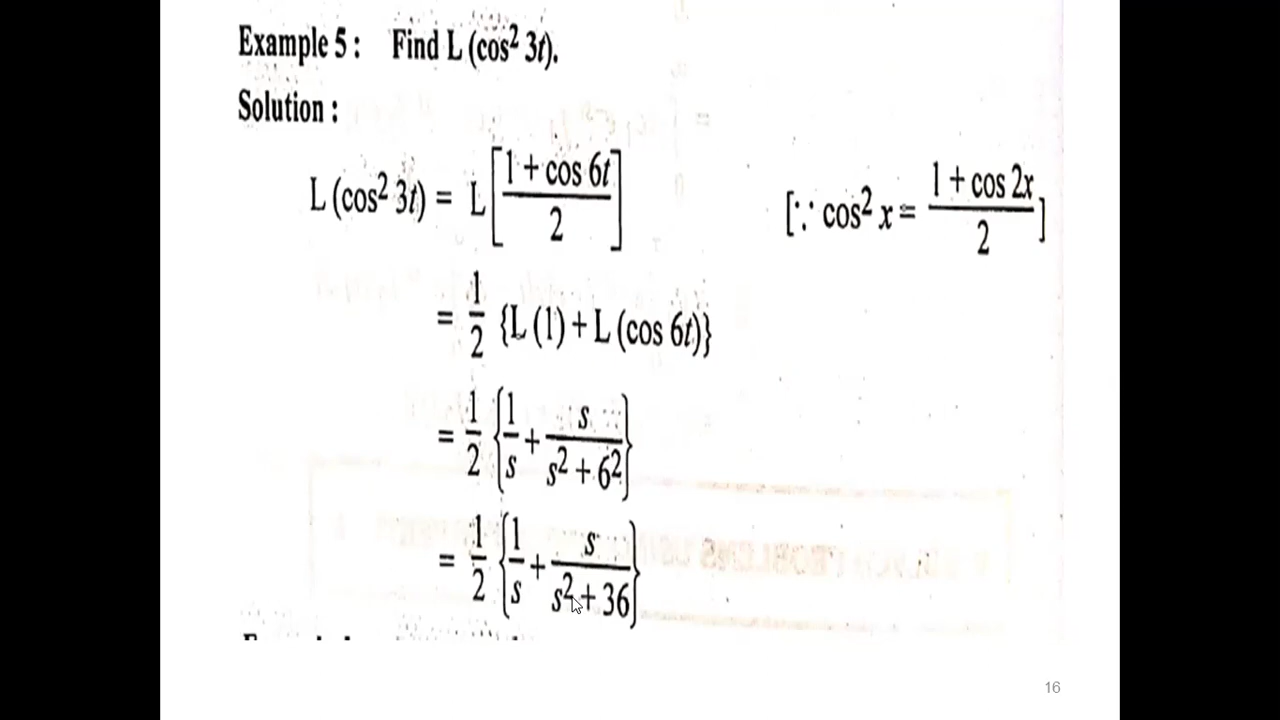 Example 5 : Find L (cos² 3t).
Solution :
L (cos² 3t) = L [(1 + cos 6t)/2] [∵ cos² x = (1 + cos 2x)/2]
= 1/2 {L (1) + L (cos 6t)}
= 1/2 {1/s + s/(s² + 6²)}
= 1/2 {1/s + s/(s² + 36)}
16